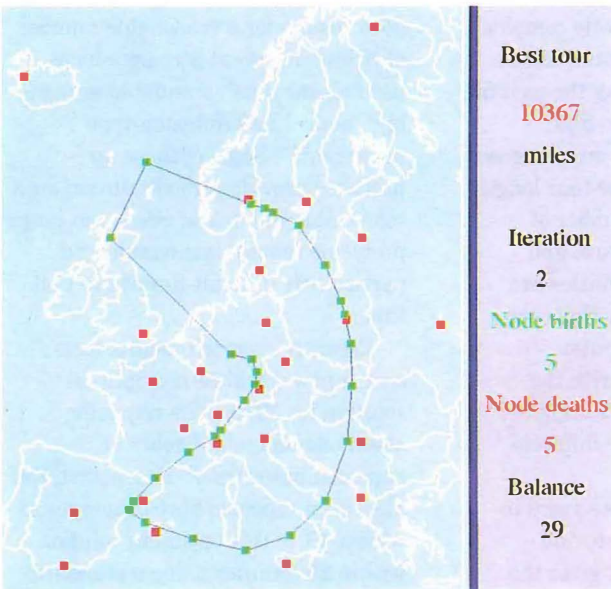 Best tour
10367
miles
Iteration
2
Node births
5
Node deaths
5
Balance
29